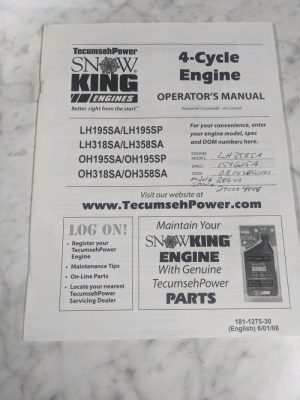 TecumsehPower
SNOW
KING
ENGINES
Better. right from the start.
4-Cycle
Engine
OPERATOR'S MANUAL
Horizontal Crankshaft - Air Cooled
LH195SA/LH195SP
LH318SA/LH358SA
OH195SA/OH195SP
OH318SA/OH358SA
For your convenience, enter
your engine model, spec
and DOM numbers here.
ENGINE
MODEL LH358SA
SPEC 159615A
DOM
Visit our website at
www.TecumsehPower.com
LOG ON!
• Register your
TecumsehPower
Engine
• Maintenance Tips
• On-Line Parts
• Locate your nearest
TecumsehPower
Servicing Dealer
Maintain Your
SNOW KING
ENGINE
With Genuine
TecumsehPower
PARTS
181-1275-30
(English) 6/01/08